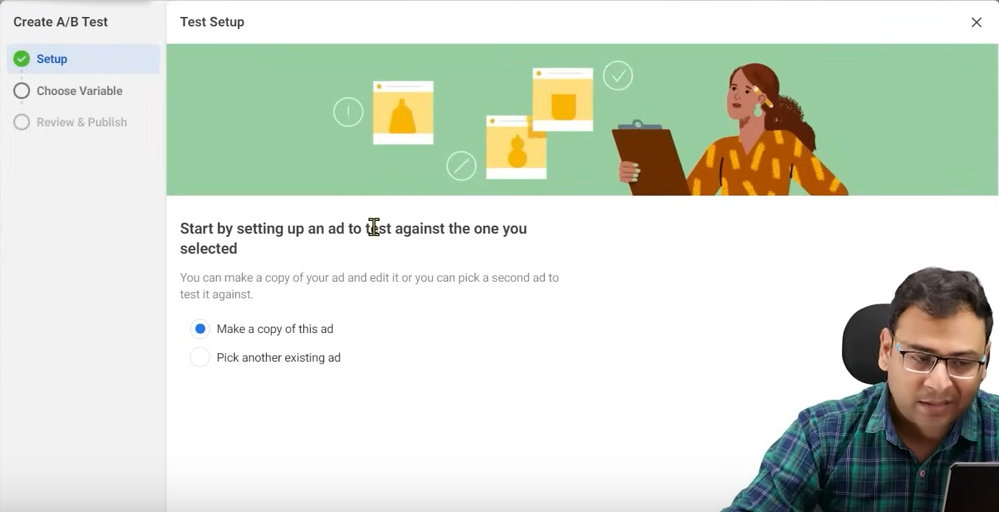 Create A/B Test
Test Setup
Setup
Choose Variable
Review & Publish
Start by setting up an ad to test against the one you
selected
You can make a copy of your ad and edit it or you can pick a second ad to
test it against.
Make a copy of this ad
Pick another existing ad